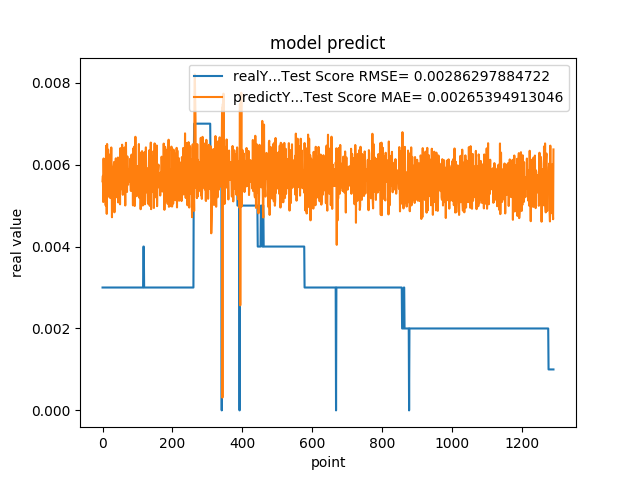 model predict
realY...Test Score RMSE= 0.00286297884722
predictY...Test Score MAE= 0.00265394913046
0.008
0.006
0.004
0.002
0.000
real value
0 200 400 600 800 1000 1200
point